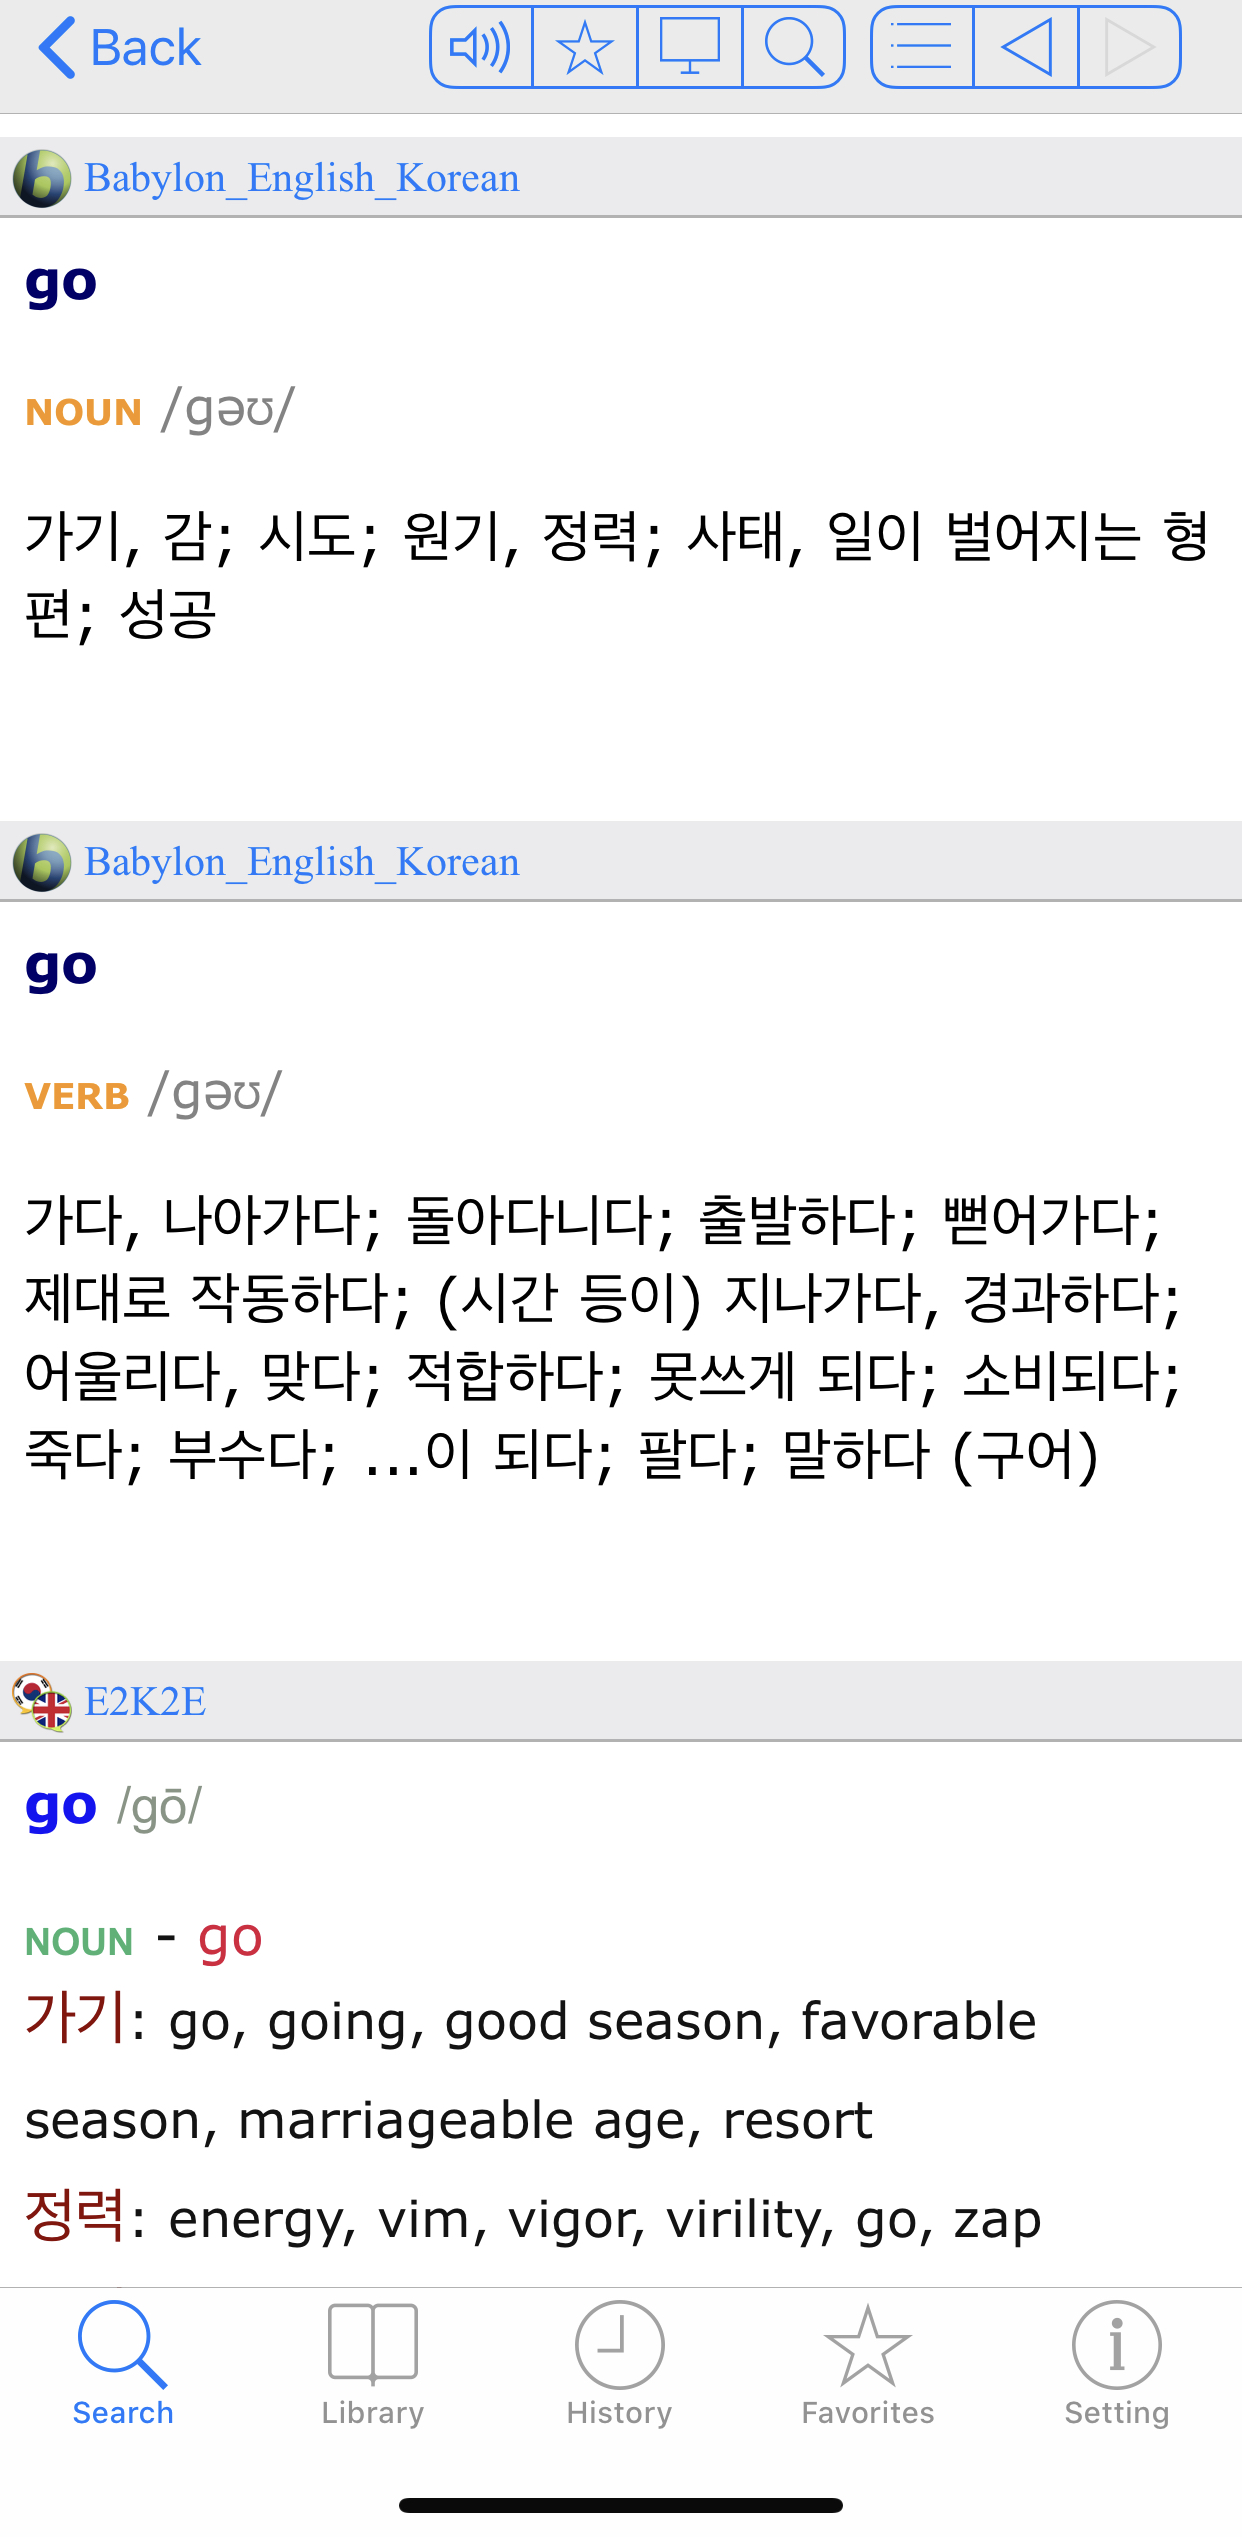 Back
Babylon_English_Korean
go
NOUN /gəʊ/
가기, 감; 시도; 원기, 정력; 사태, 일이 벌어지는 형
편; 성공
Babylon_English_Korean
go
VERB /gəʊ/
가다, 나아가다; 돌아다니다; 출발하다; 뻗어가다;
제대로 작동하다; (시간 등이) 지나가다, 경과하다;
어울리다, 맞다; 적합하다; 못쓰게 되다; 소비되다;
죽다; 부수다; ...이 되다; 팔다; 말하다 (구어)
E2K2E
go /gō/
NOUN - go
가기: go, going, good season, favorable
season, marriageable age, resort
정력: energy, vim, vigor, virility, go, zap
Search Library History Favorites Setting